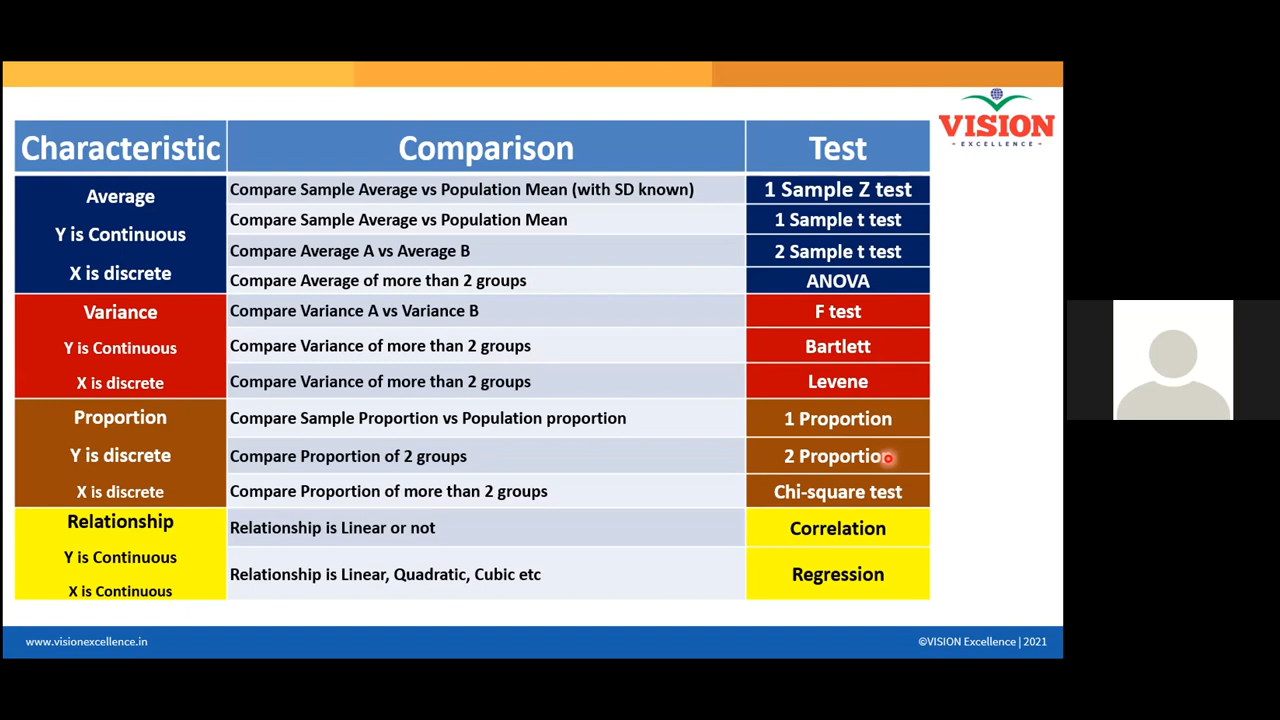 VISION
- EXCELLENCE -
Characteristic Comparison Test
Average
Y is Continuous
X is discrete
Compare Sample Average vs Population Mean (with SD known) 1 Sample Z test
Compare Sample Average vs Population Mean 1 Sample t test
Compare Average A vs Average B 2 Sample t test
Compare Average of more than 2 groups ANOVA
Variance
Y is Continuous
X is discrete
Compare Variance A vs Variance B F test
Compare Variance of more than 2 groups Bartlett
Compare Variance of more than 2 groups Levene
Proportion
Y is discrete
X is discrete
Compare Sample Proportion vs Population proportion 1 Proportion
Compare Proportion of 2 groups 2 Proportion
Compare Proportion of more than 2 groups Chi-square test
Relationship
Y is Continuous
X is Continuous
Relationship is Linear or not Correlation
Relationship is Linear, Quadratic, Cubic etc Regression
www.visionexcellence.in ©VISION Excellence | 2021